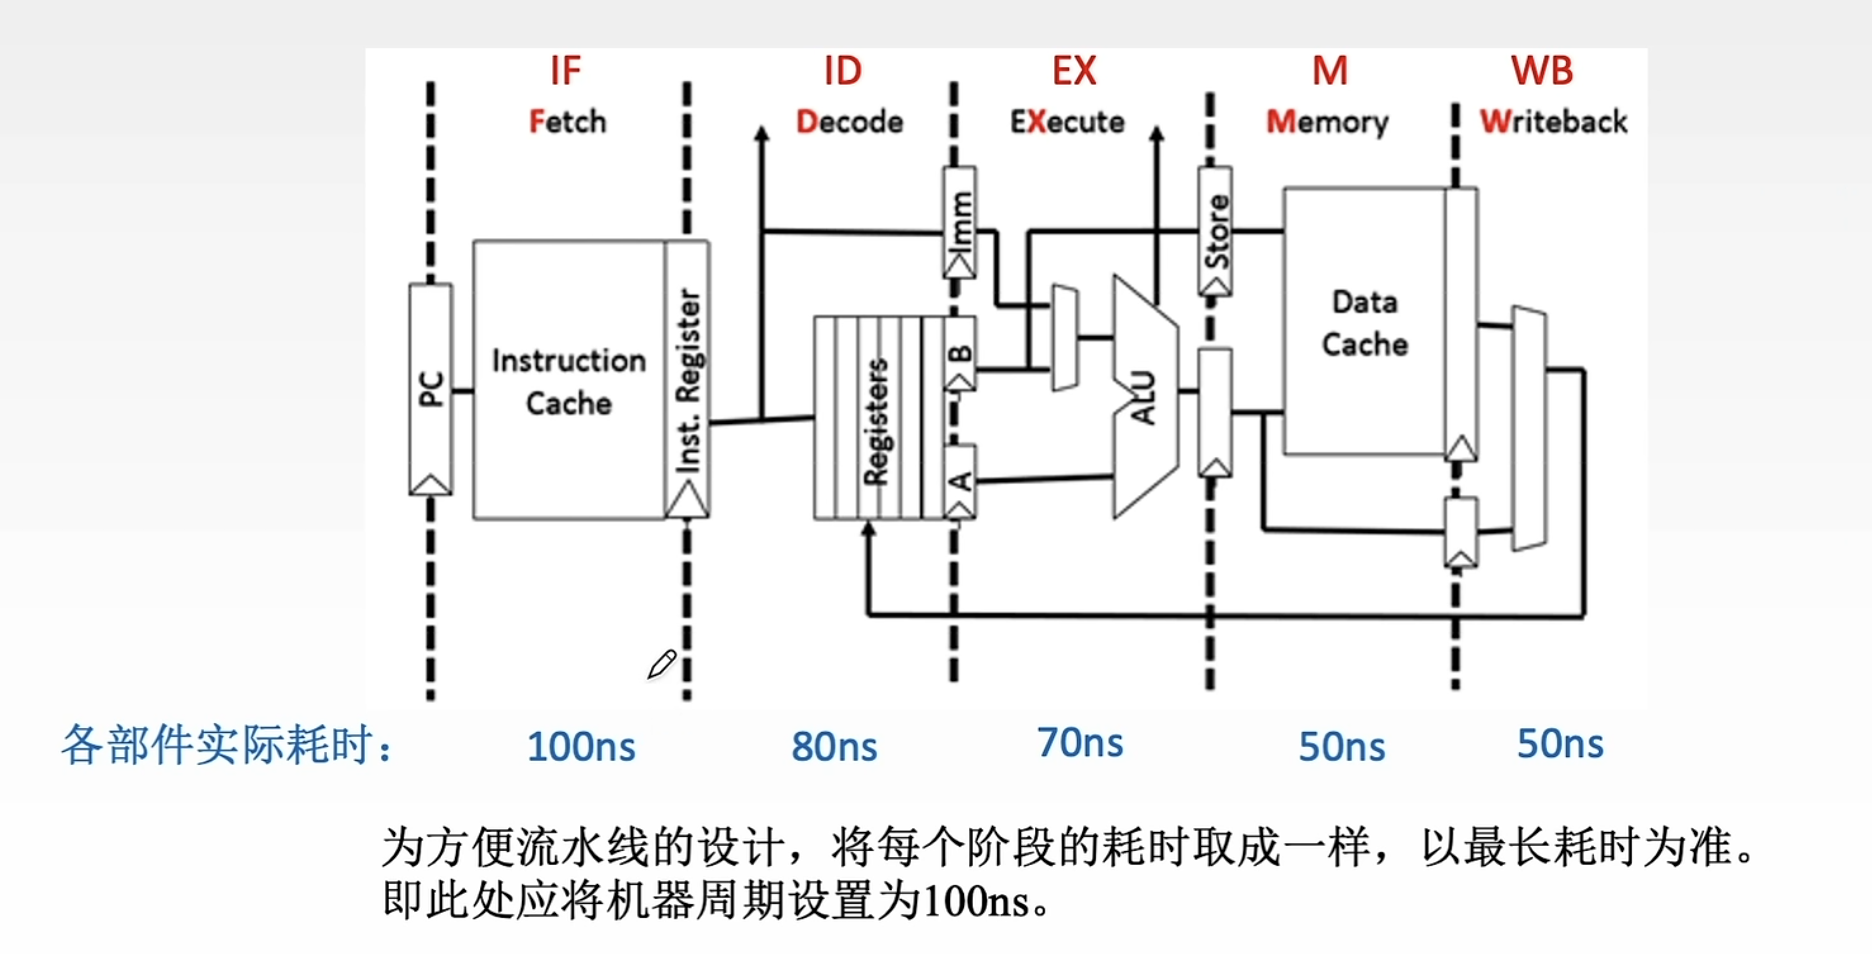 IF ID EX M WB
Fetch Decode EXecute Memory Writeback
PC
Instruction
Cache
Inst. Register
Registers
Imm
B
A
ALU
Store
Data
Cache
各部件实际耗时： 100ns 80ns 70ns 50ns 50ns
为方便流水线的设计，将每个阶段的耗时取成一样，以最长耗时为准。
即此处应将机器周期设置为100ns。